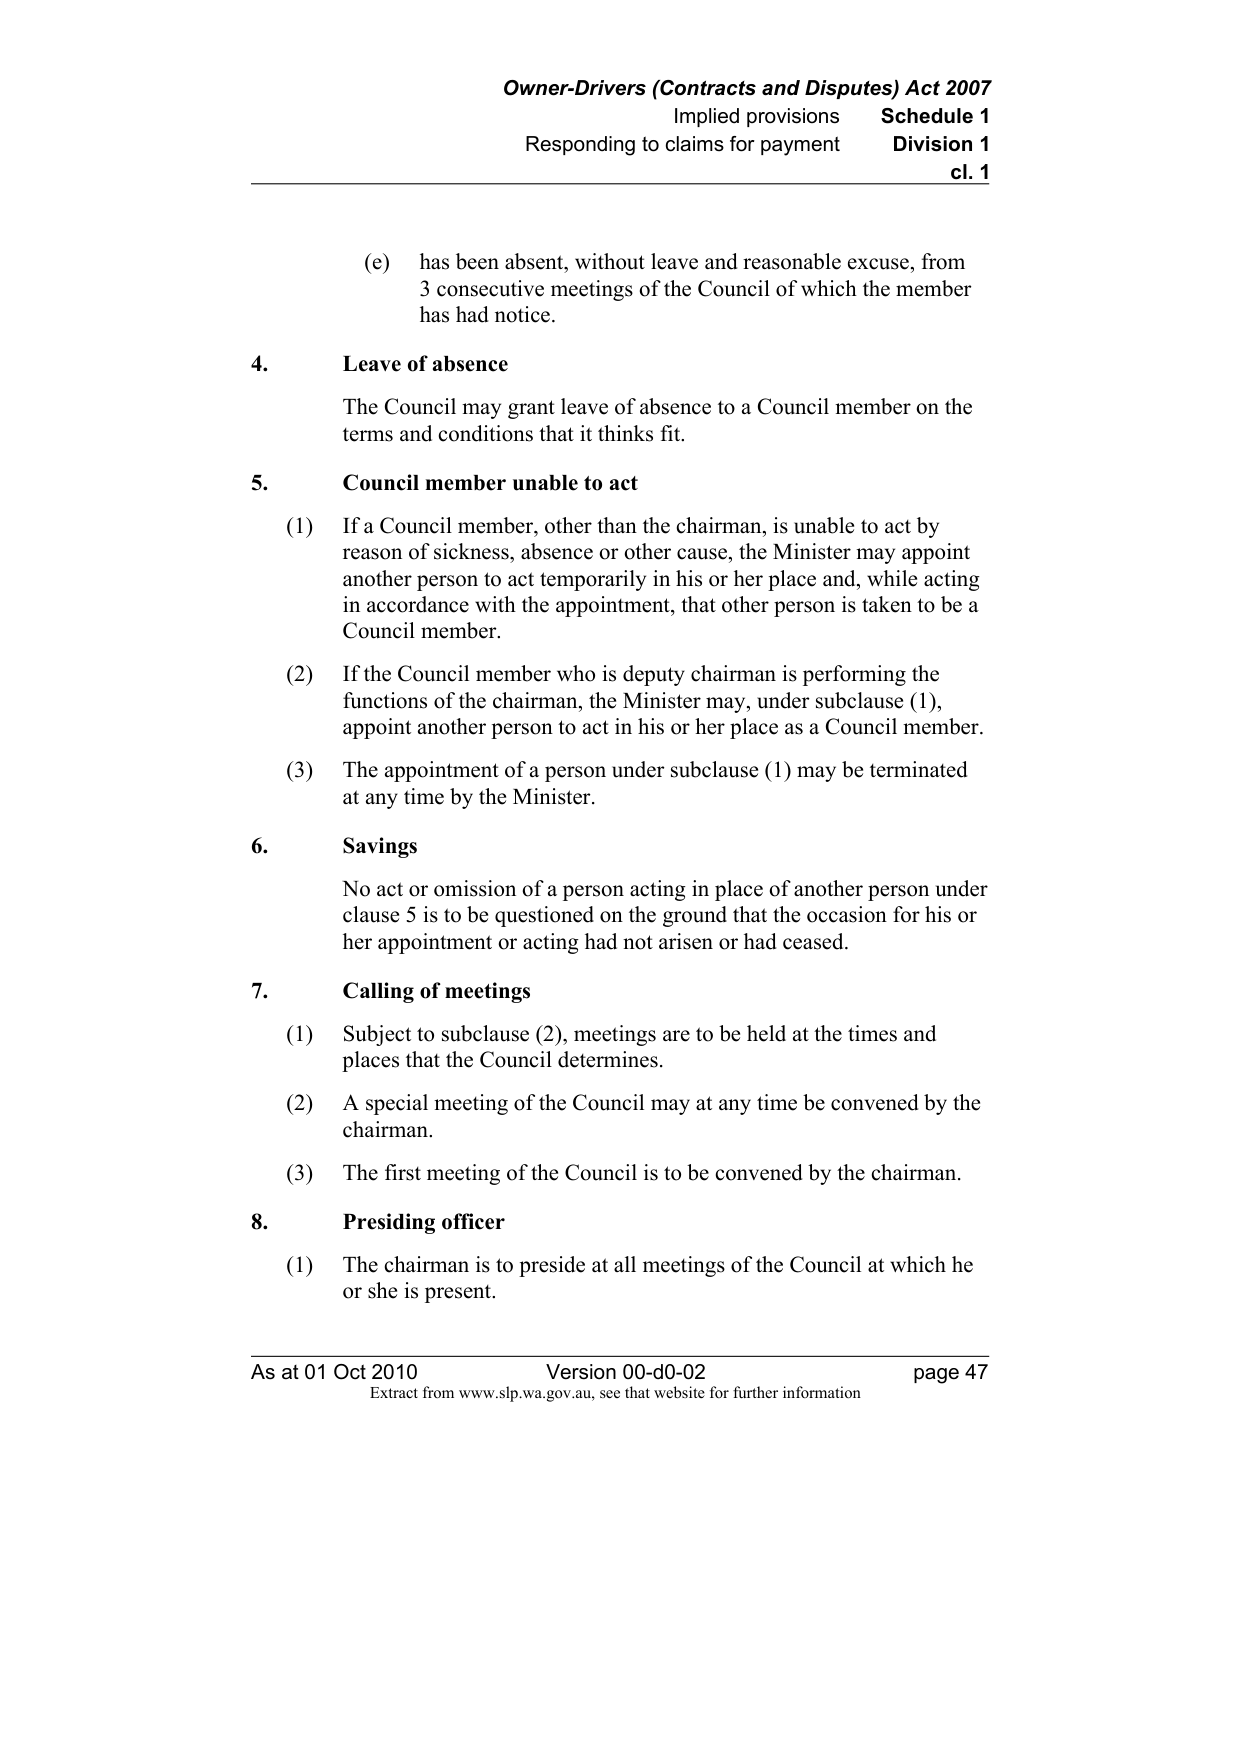 Owner-Drivers (Contracts and Disputes) Act 2007
Implied provisions Schedule 1
Responding to claims for payment Division 1
cl. 1
(e) has been absent, without leave and reasonable excuse, from
3 consecutive meetings of the Council of which the member
has had notice.
4. Leave of absence
The Council may grant leave of absence to a Council member on the
terms and conditions that it thinks fit.
5. Council member unable to act
(1) If a Council member, other than the chairman, is unable to act by
reason of sickness, absence or other cause, the Minister may appoint
another person to act temporarily in his or her place and, while acting
in accordance with the appointment, that other person is taken to be a
Council member.
(2) If the Council member who is deputy chairman is performing the
functions of the chairman, the Minister may, under subclause (1),
appoint another person to act in his or her place as a Council member.
(3) The appointment of a person under subclause (1) may be terminated
at any time by the Minister.
6. Savings
No act or omission of a person acting in place of another person under
clause 5 is to be questioned on the ground that the occasion for his or
her appointment or acting had not arisen or had ceased.
7. Calling of meetings
(1) Subject to subclause (2), meetings are to be held at the times and
places that the Council determines.
(2) A special meeting of the Council may at any time be convened by the
chairman.
(3) The first meeting of the Council is to be convened by the chairman.
8. Presiding officer
(1) The chairman is to preside at all meetings of the Council at which he
or she is present.
As at 01 Oct 2010 Version 00-d0-02 page 47
Extract from www.slp.wa.gov.au, see that website for further information